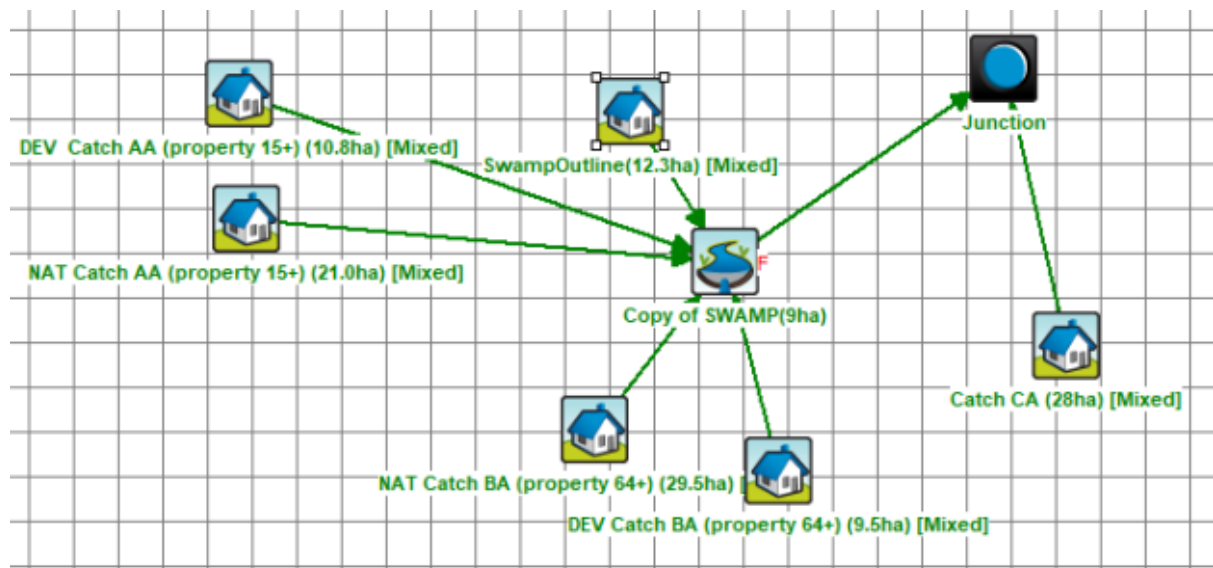 DEV  Catch AA (property 15+) (10.8ha) [Mixed]
SwampOutline(12.3ha) [Mixed]
Junction
NAT Catch AA (property 15+) (21.0ha) [Mixed]
F
Copy of SWAMP(9ha)
Catch CA (28ha) [Mixed]
NAT Catch BA (property 64+) (29.5ha) [
DEV Catch BA (property 64+) (9.5ha) [Mixed]